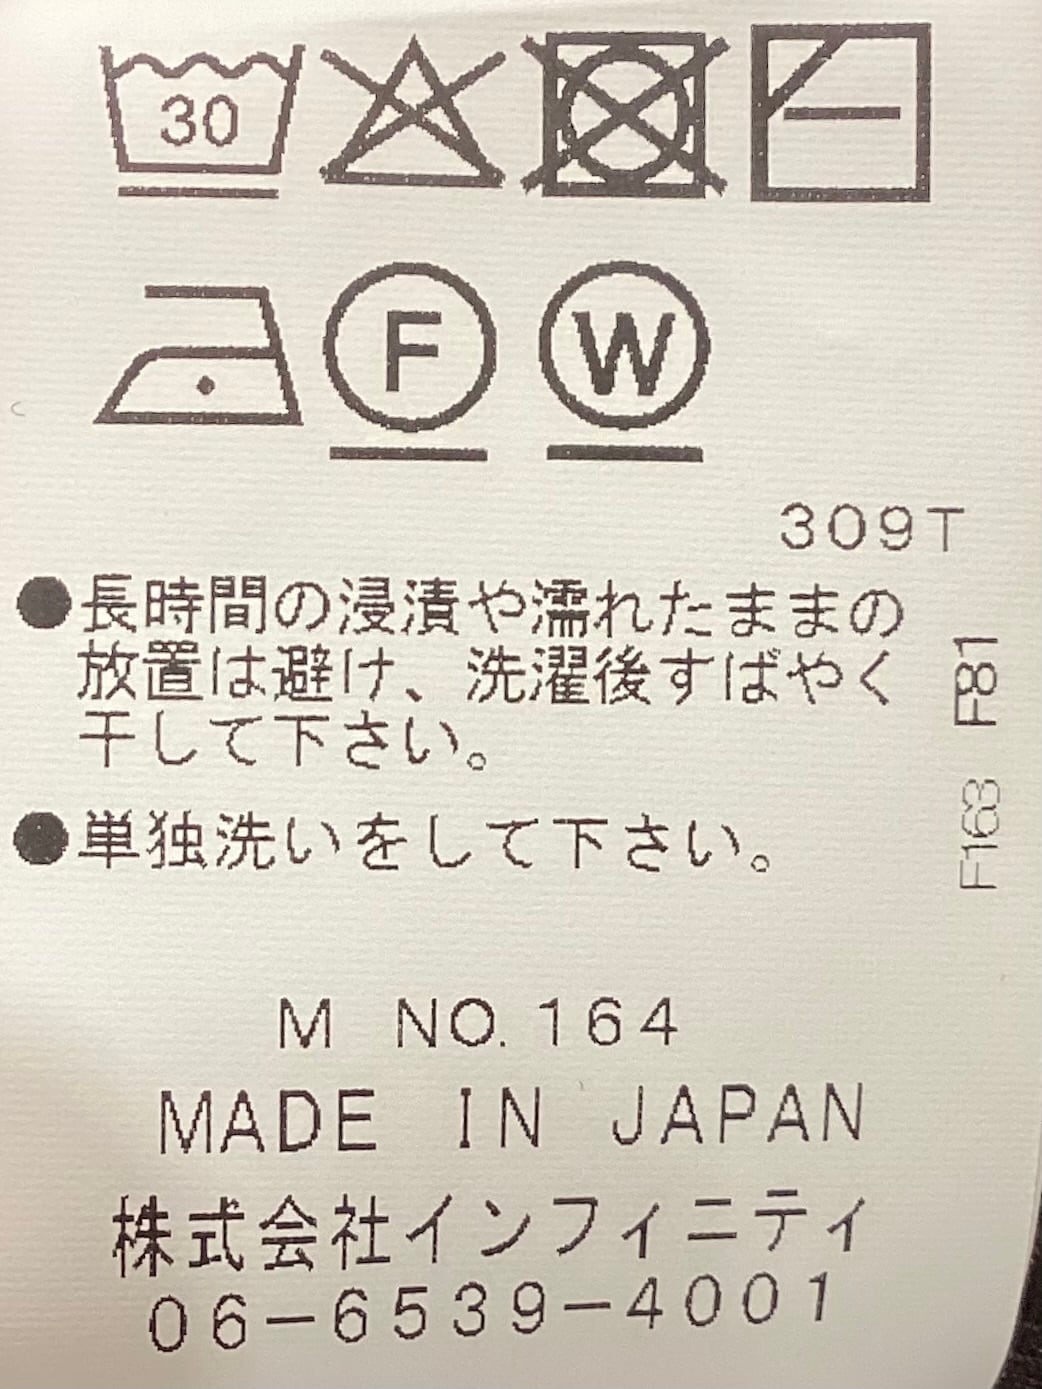 30
F W
309T
●長時間の浸漬や濡れたままの
放置は避け、洗濯後すばやく
干して下さい。
●単独洗いをして下さい。
F163 F81
M NO.164
MADE IN JAPAN
株式会社インフィニティ
06-6539-4001